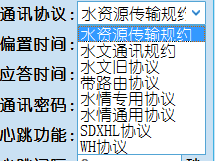 通讯协议: 水资源传输规约
偏置时间: 水资源传输规约
水文通讯规约
应答时间: 水文旧协议
带路由协议
通讯密码: 水情专用协议
水情通用协议
心跳功能: SDXHL协议
WH协议